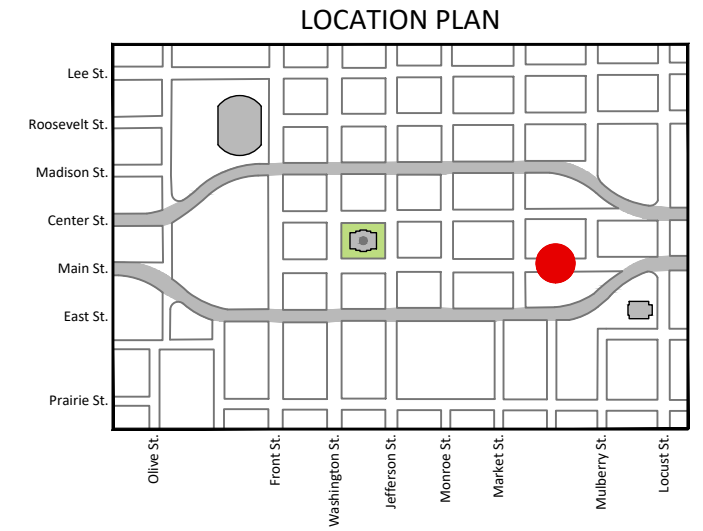 LOCATION PLAN
Lee St.
Roosevelt St.
Madison St.
Center St.
Main St.
East St.
Prairie St.
Olive St.
Front St.
Washington St.
Jefferson St.
Monroe St.
Market St.
Mulberry St.
Locust St.